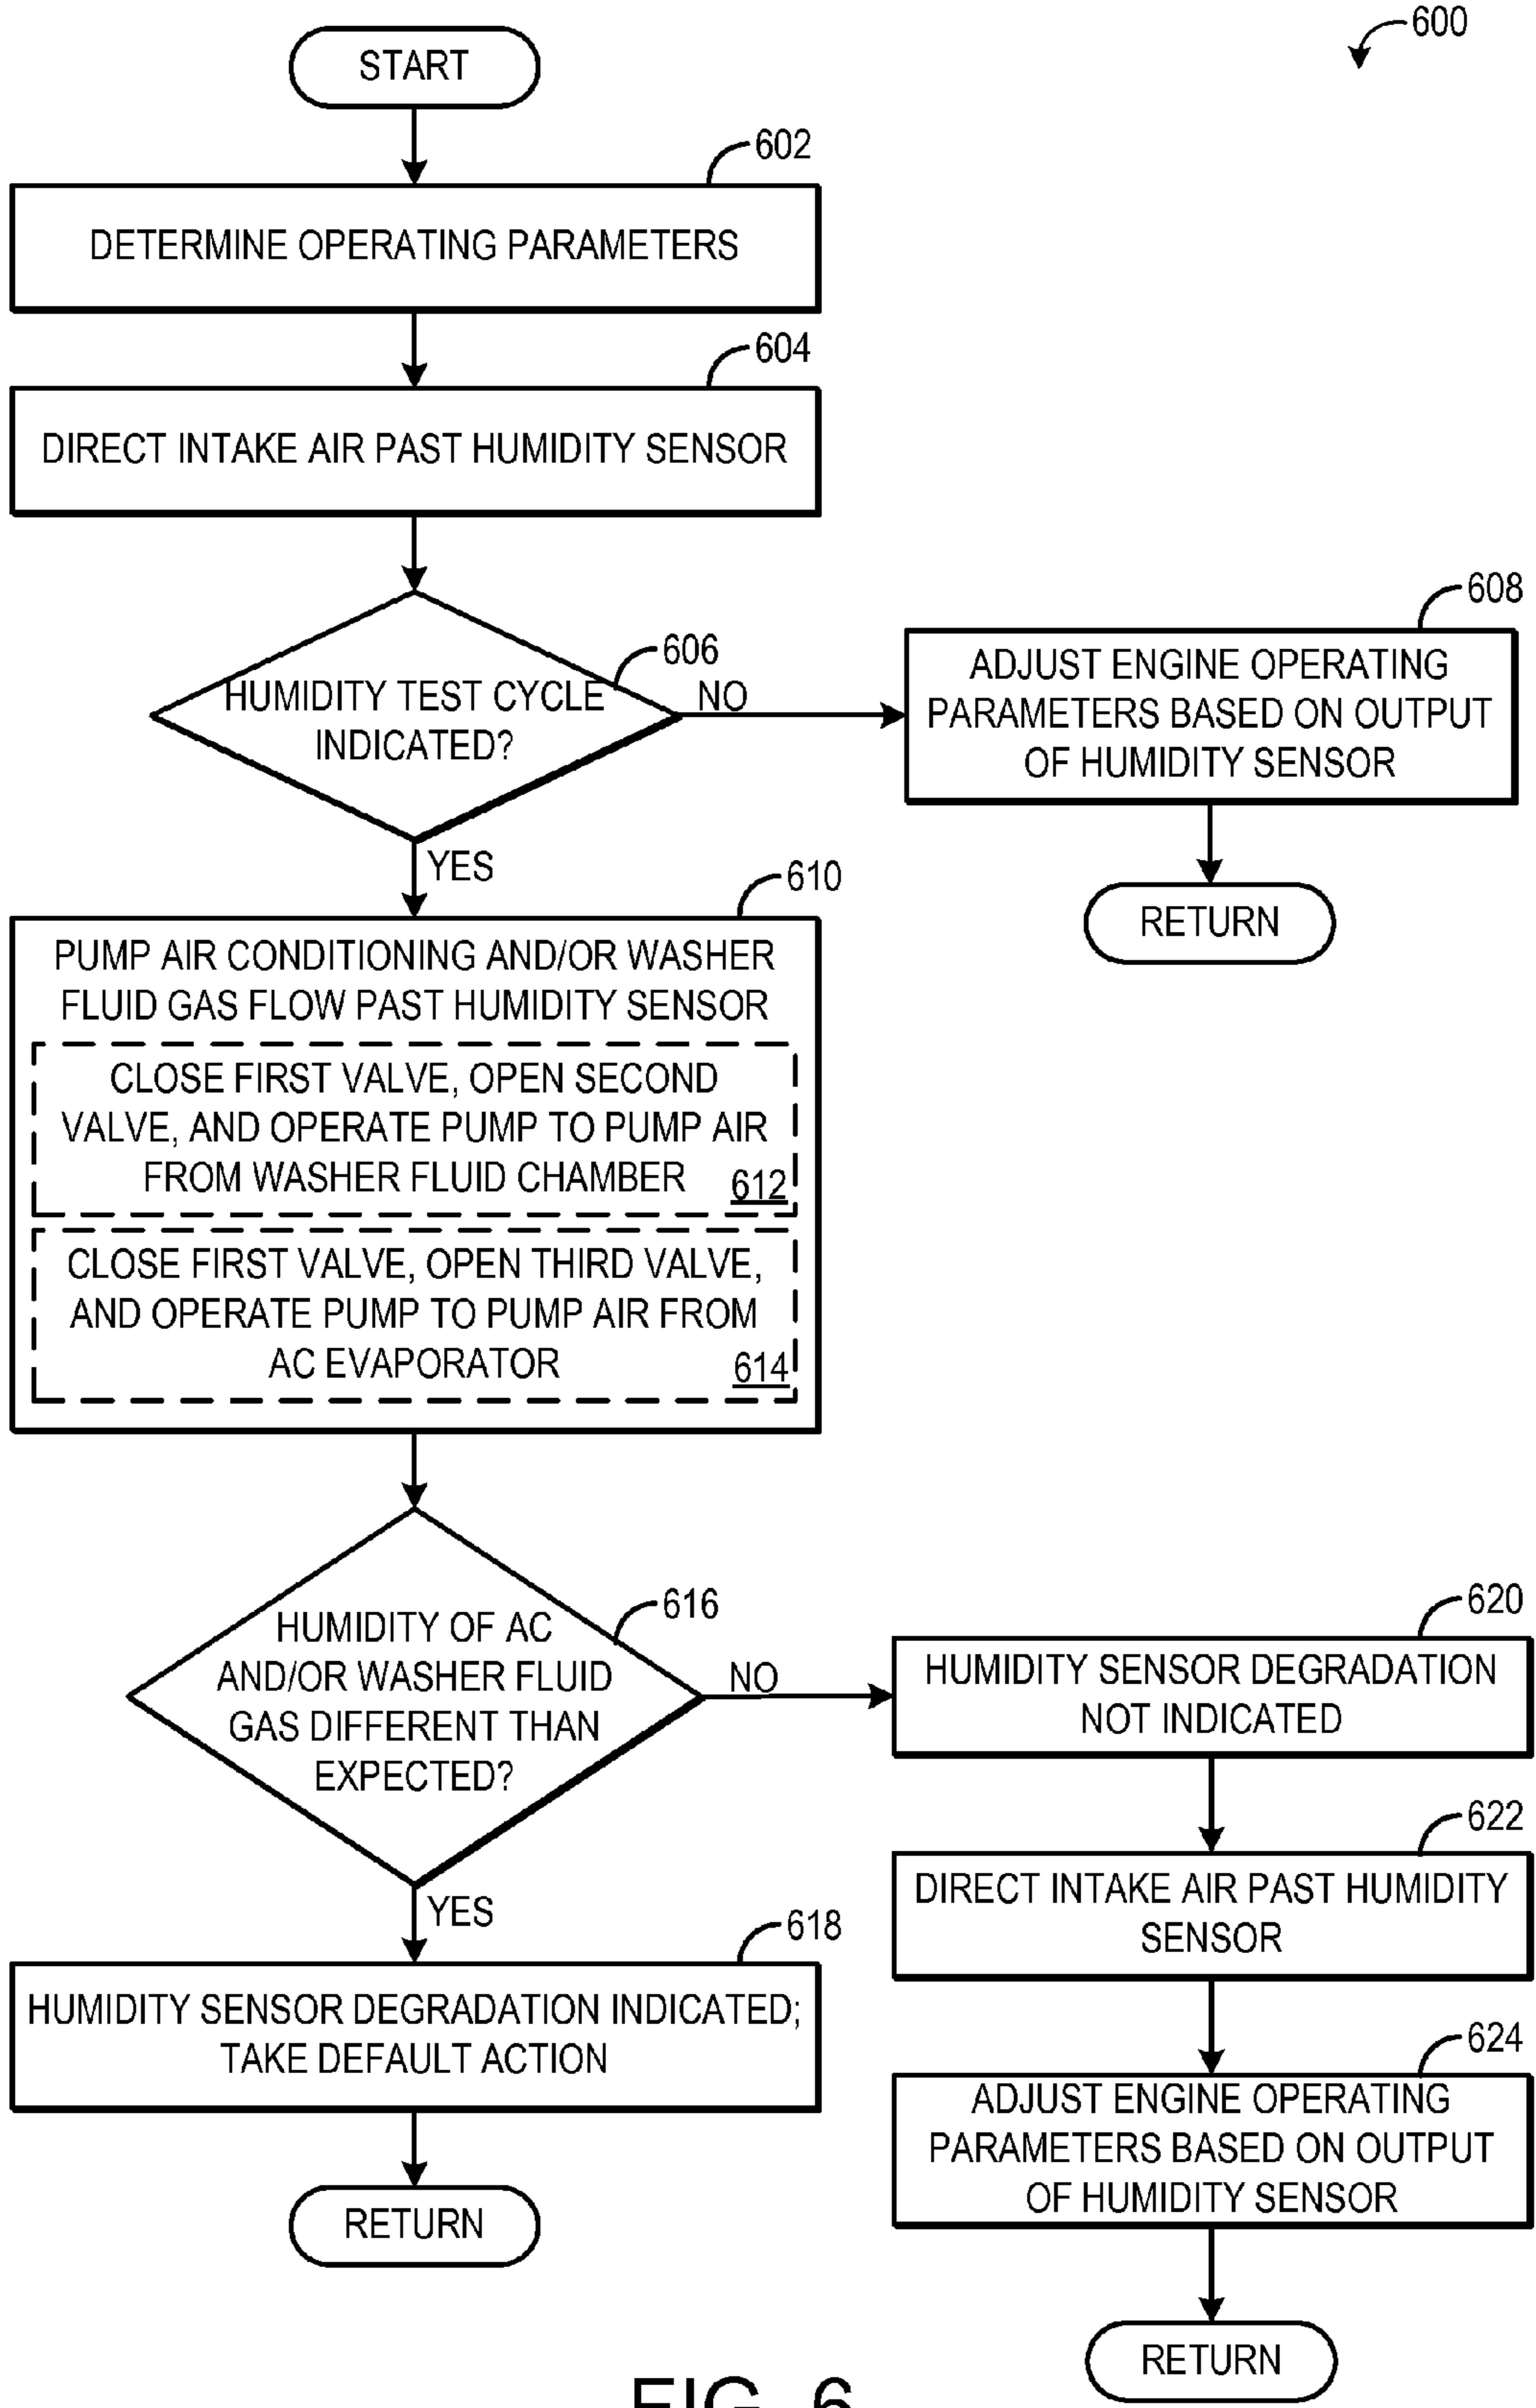 600
START
602
DETERMINE OPERATING PARAMETERS
604
DIRECT INTAKE AIR PAST HUMIDITY SENSOR
606
HUMIDITY TEST CYCLE
INDICATED?
NO
608
ADJUST ENGINE OPERATING
PARAMETERS BASED ON OUTPUT
OF HUMIDITY SENSOR
RETURN
YES
610
PUMP AIR CONDITIONING AND/OR WASHER
FLUID GAS FLOW PAST HUMIDITY SENSOR
CLOSE FIRST VALVE, OPEN SECOND
VALVE, AND OPERATE PUMP TO PUMP AIR
FROM WASHER FLUID CHAMBER
612
CLOSE FIRST VALVE, OPEN THIRD VALVE,
AND OPERATE PUMP TO PUMP AIR FROM
AC EVAPORATOR
614
616
HUMIDITY OF AC
AND/OR WASHER FLUID
GAS DIFFERENT THAN
EXPECTED?
NO
620
HUMIDITY SENSOR DEGRADATION
NOT INDICATED
622
DIRECT INTAKE AIR PAST HUMIDITY
SENSOR
624
ADJUST ENGINE OPERATING
PARAMETERS BASED ON OUTPUT
OF HUMIDITY SENSOR
RETURN
YES
618
HUMIDITY SENSOR DEGRADATION INDICATED;
TAKE DEFAULT ACTION
RETURN
FIG. 6